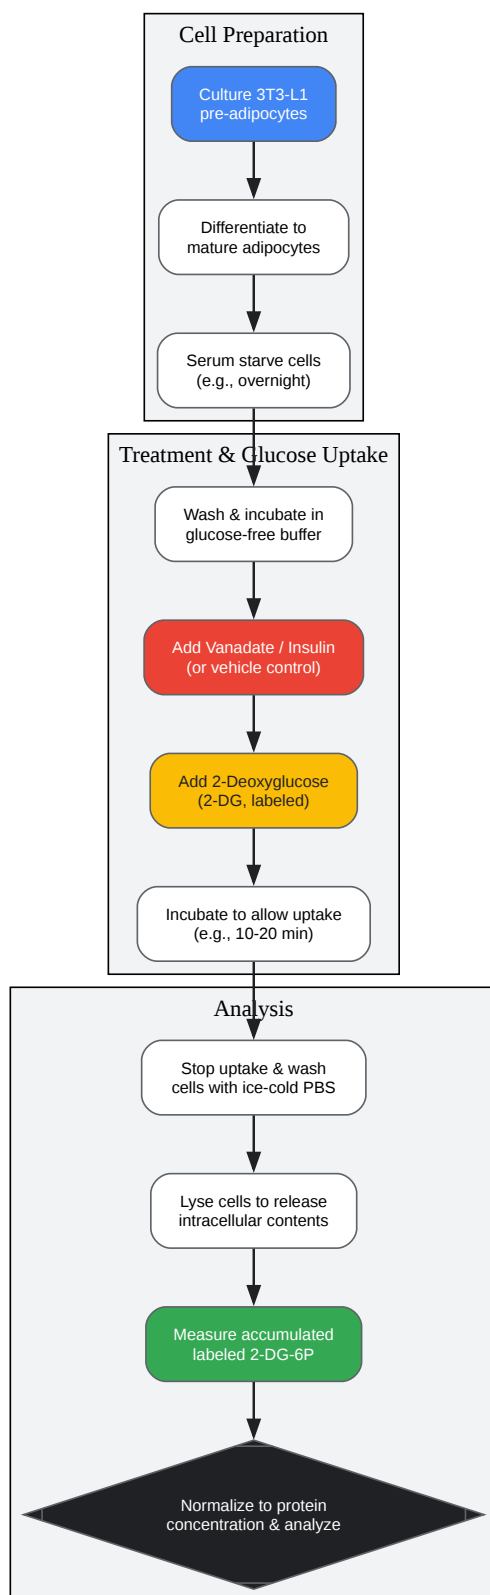 Cell Preparation
Culture 3T3-L1
pre-adipocytes
Differentiate to
mature adipocytes
Serum starve cells
(e.g., overnight)
Treatment & Glucose Uptake
Wash & incubate in
glucose-free buffer
Add Vanadate / Insulin
(or vehicle control)
Add 2-Deoxyglucose
(2-DG, labeled)
Incubate to allow uptake
(e.g., 10-20 min)
Analysis
Stop uptake & wash
cells with ice-cold PBS
Lyse cells to release
intracellular contents
Measure accumulated
labeled 2-DG-6P
Normalize to protein
concentration & analyze